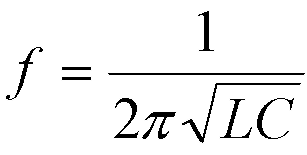 f = 1 / (2π√LC)